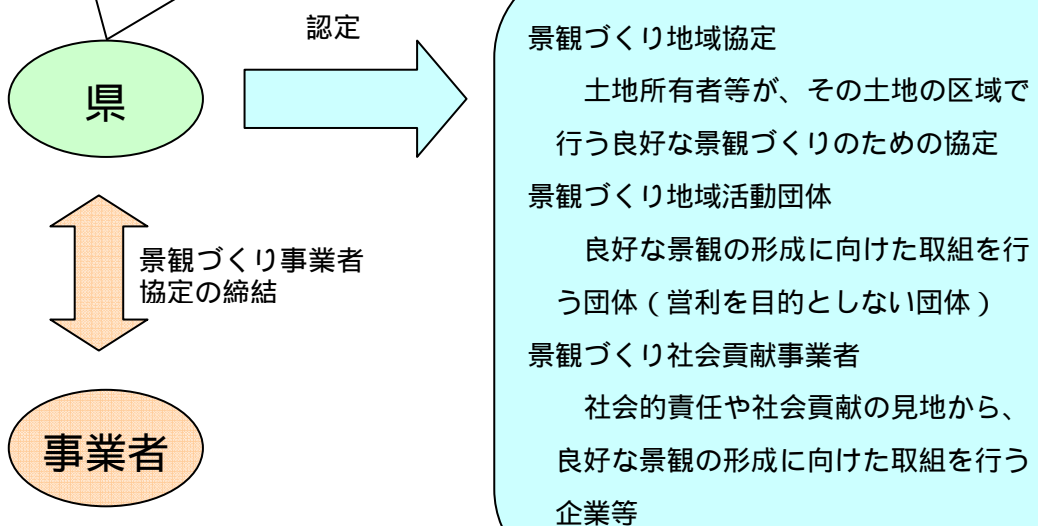 認定
県
景観づくり事業者
協定の締結
事業者
景観づくり地域協定
土地所有者等が、その土地の区域で
行う良好な景観づくりのための協定
景観づくり地域活動団体
良好な景観の形成に向けた取組を行
う団体(営利を目的としない団体)
景観づくり社会貢献事業者
社会的責任や社会貢献の見地から、
良好な景観の形成に向けた取組を行う
企業等